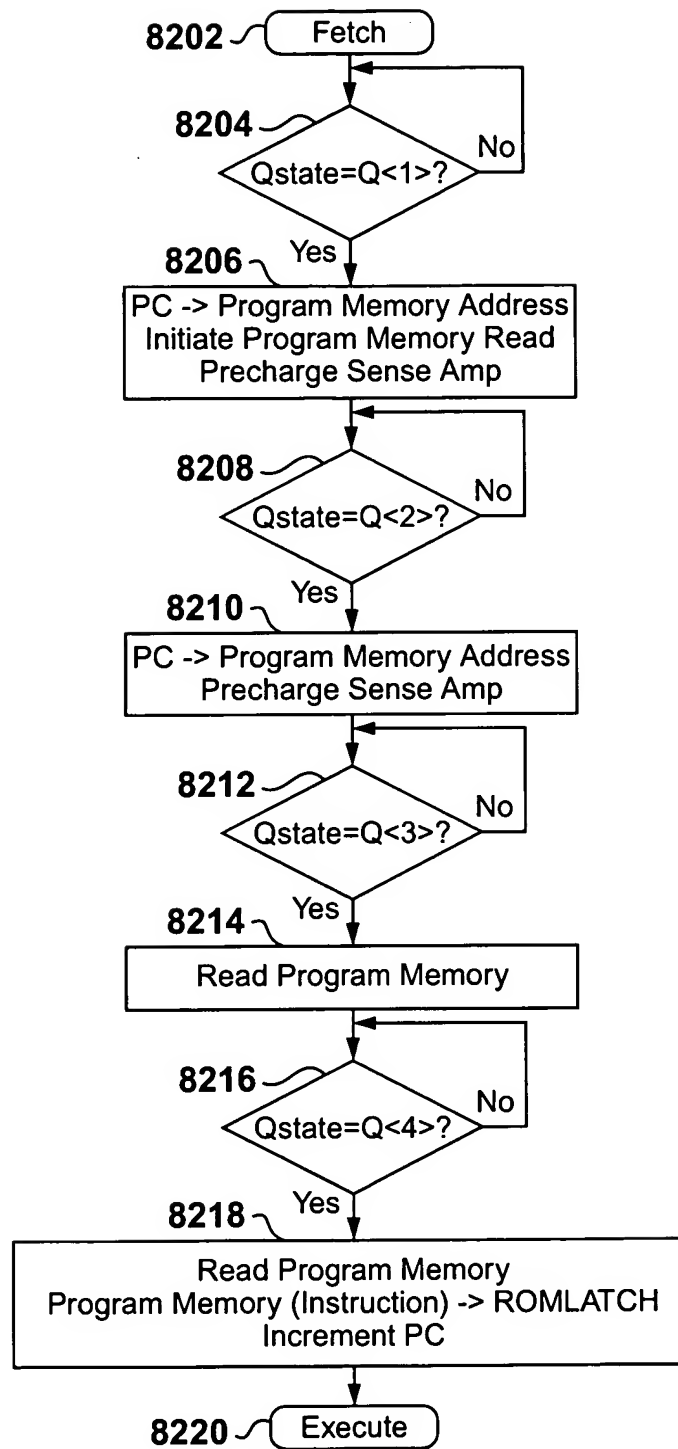 8202
Fetch
8204
Qstate=Q<1>?
No
Yes
8206
PC -> Program Memory Address
Initiate Program Memory Read
Precharge Sense Amp
8208
Qstate=Q<2>?
No
Yes
8210
PC -> Program Memory Address
Precharge Sense Amp
8212
Qstate=Q<3>?
No
Yes
8214
Read Program Memory
8216
Qstate=Q<4>?
No
Yes
8218
Read Program Memory
Program Memory (Instruction) -> ROMLATCH
Increment PC
8220
Execute